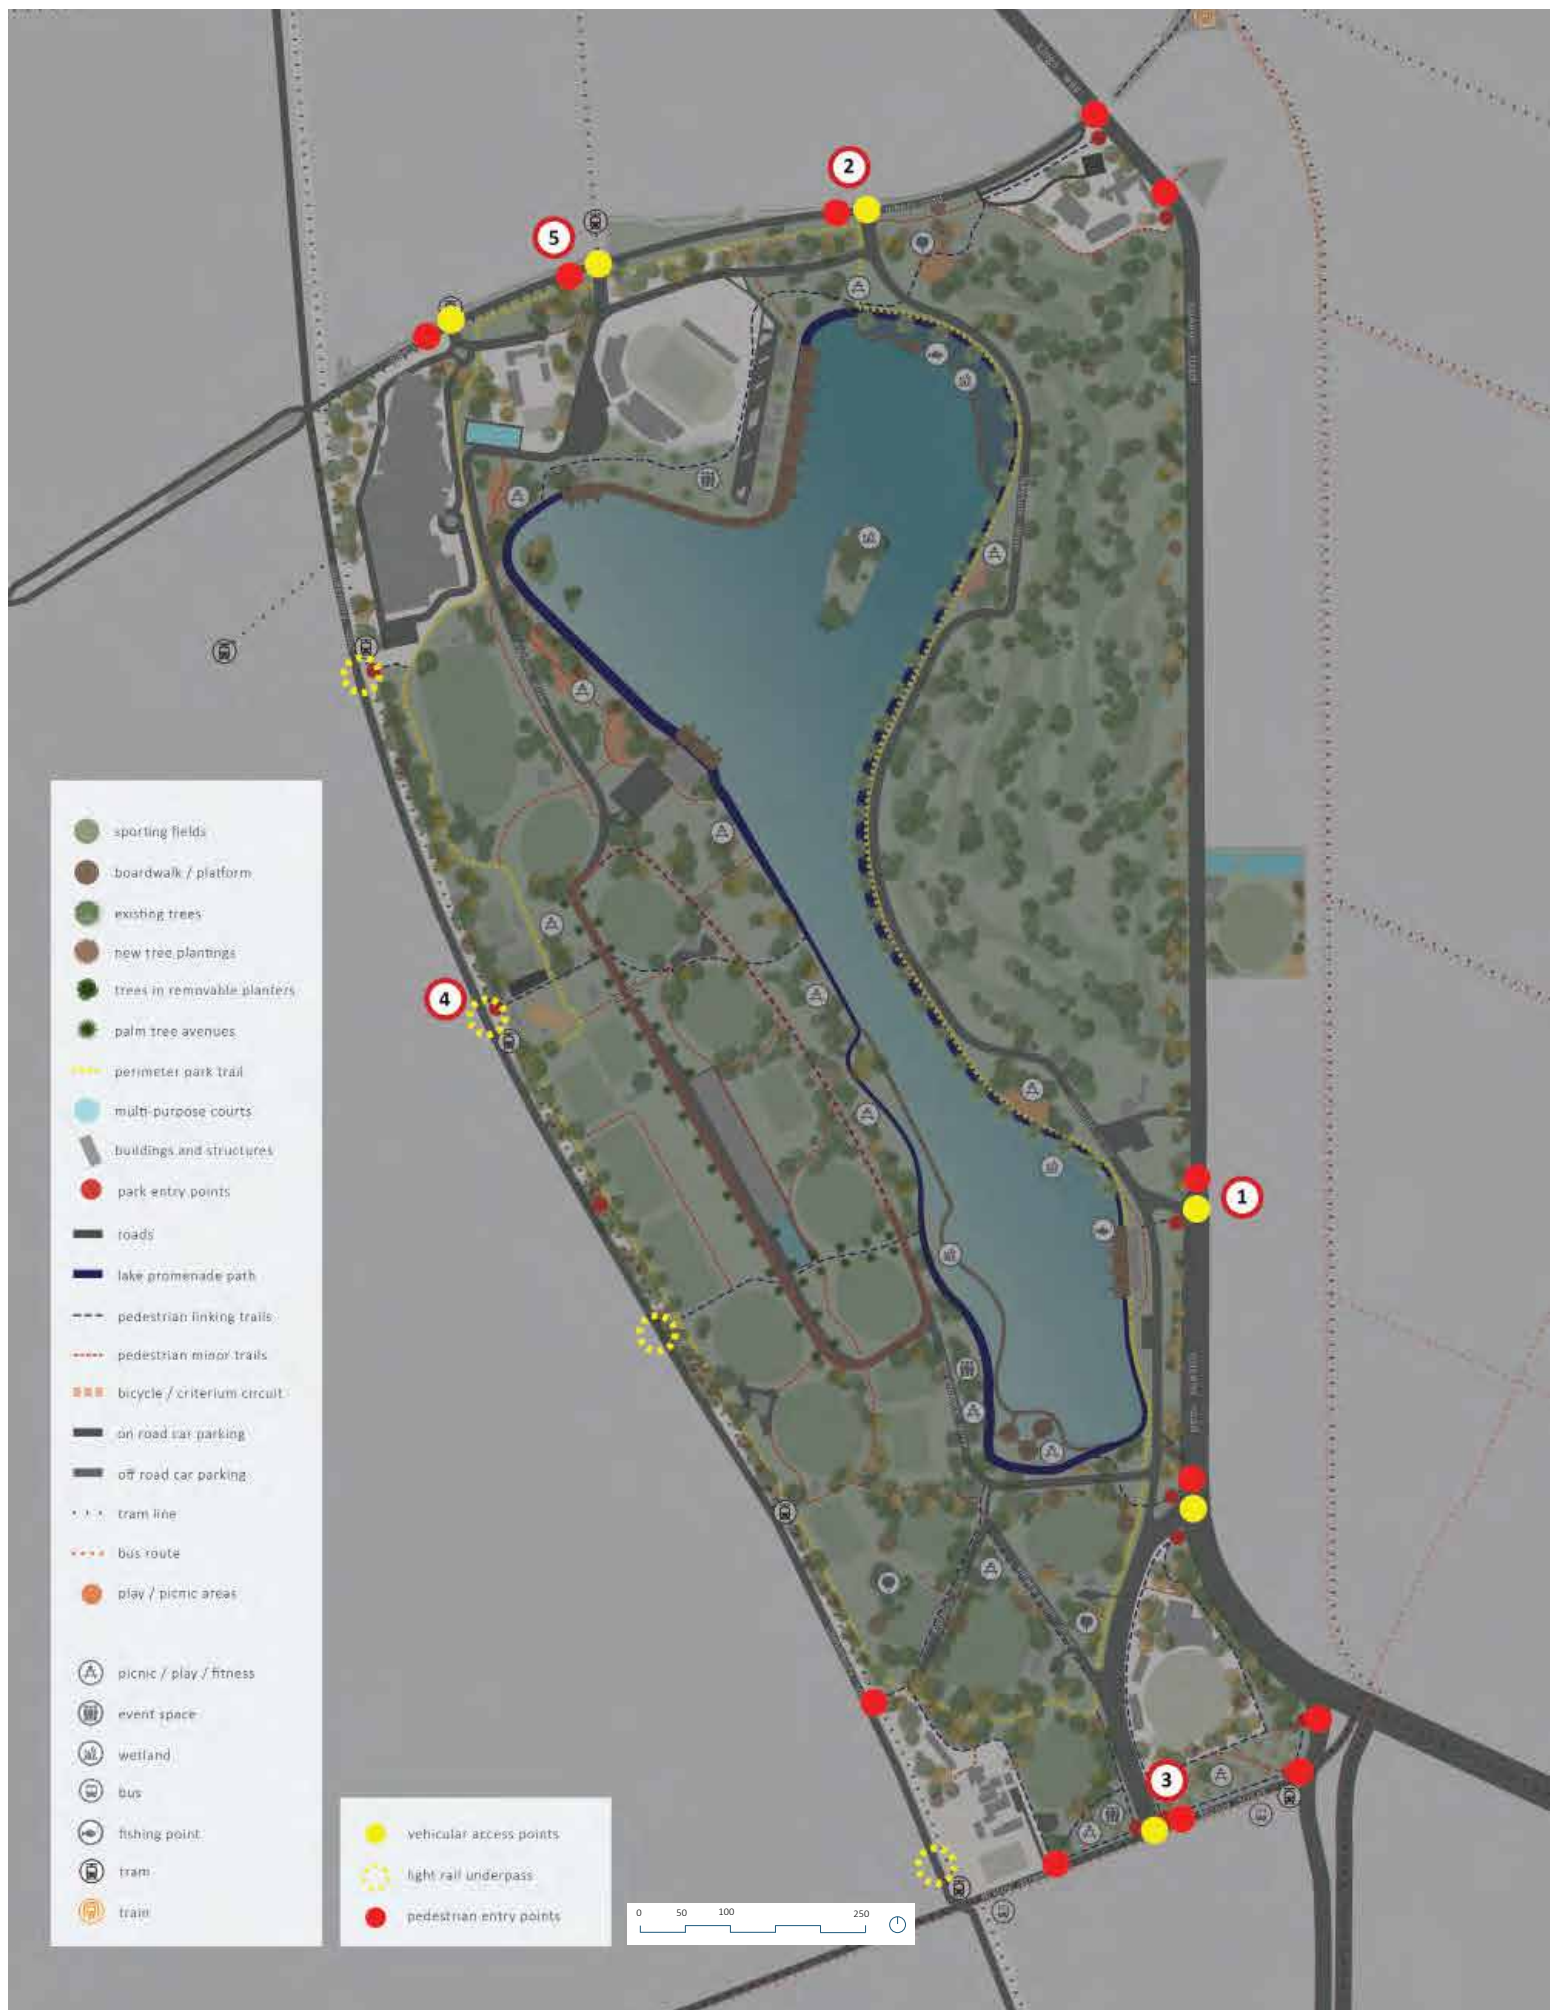 2
5
4
1
3
sporting fields
boardwalk / platform
existing trees
new tree plantings
trees in removable planters
palm tree avenues
perimeter park trail
multi-purpose courts
buildings and structures
park entry points
roads
lake promenade path
pedestrian linking trails
pedestrian minor trails
bicycle / criterium circuit
on road car parking
off road car parking
tram line
bus route
play / picnic areas
picnic / play / fitness
event space
wetland
bus
fishing point
tram
train
vehicular access points
light rail underpass
pedestrian entry points
0 50 100 250